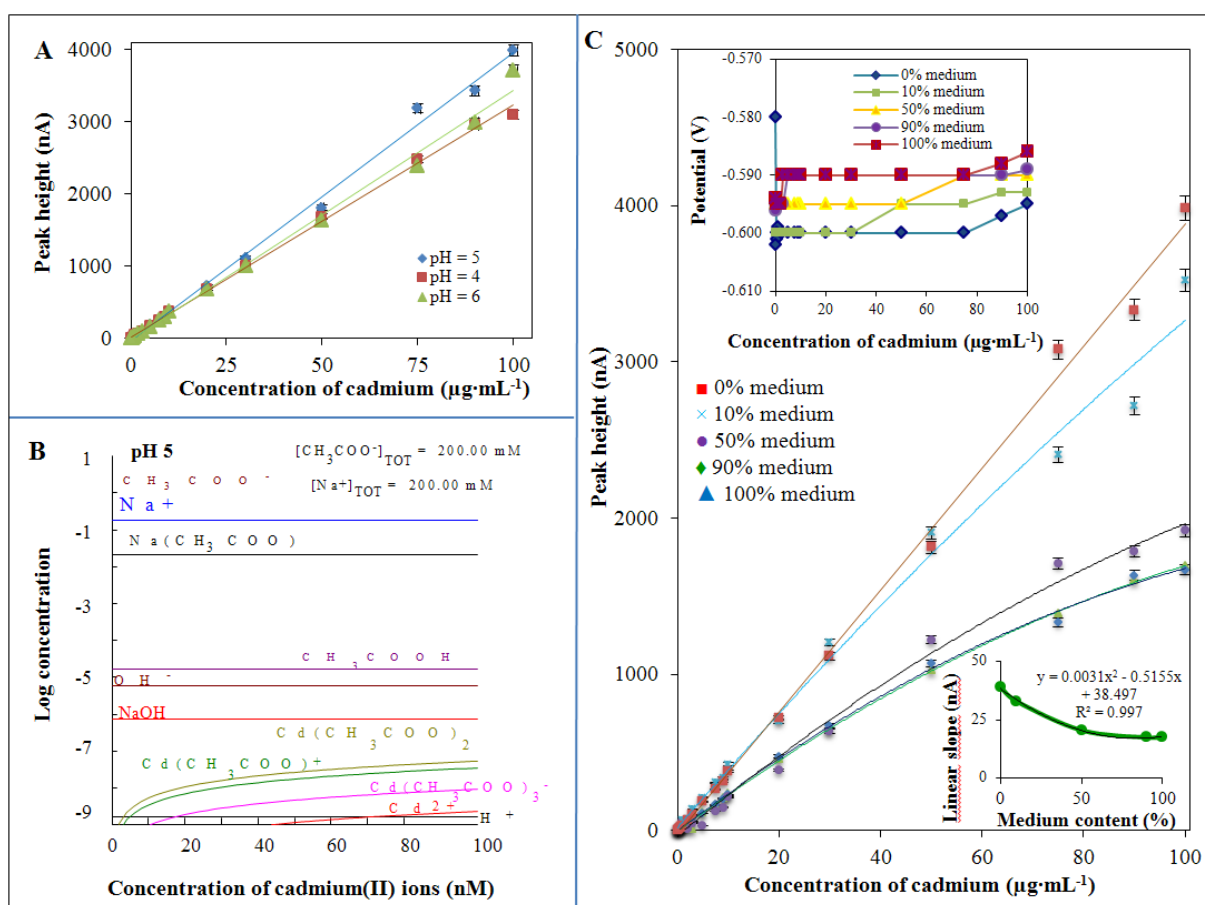 A
4000
3000
2000
1000
0
Peak height (nA)
pH = 5
pH = 4
pH = 6
0 25 50 75 100
Concentration of cadmium (µg·mL-1)
B
pH 5
[CH3COO-]TOT = 200.00 mM
[Na+]TOT = 200.00 mM
1
-1
-3
-5
-7
-9
Log concentration
CH3COO-
Na+
Na(CH3COO)
CH3COOH
OH-
NaOH
Cd(CH3COO)2
Cd(CH3COO)+
Cd(CH3COO)3-
Cd2+
H+
0 20 40 60 80 100
Concentration of cadmium(II) ions (nM)
C
5000
4000
3000
2000
1000
0
Peak height (nA)
-0.570
-0.580
-0.590
-0.600
-0.610
Potential (V)
0% medium
10% medium
50% medium
90% medium
100% medium
0 20 40 60 80 100
Concentration of cadmium (µg·mL-1)
0% medium
10% medium
50% medium
90% medium
100% medium
50
25
0
Linear slope (nA)
y = 0.0031x2 - 0.5155x
+ 38.497
R² = 0.997
0 50 100
Medium content (%)
0 20 40 60 80 100
Concentration of cadmium (µg·mL-1)